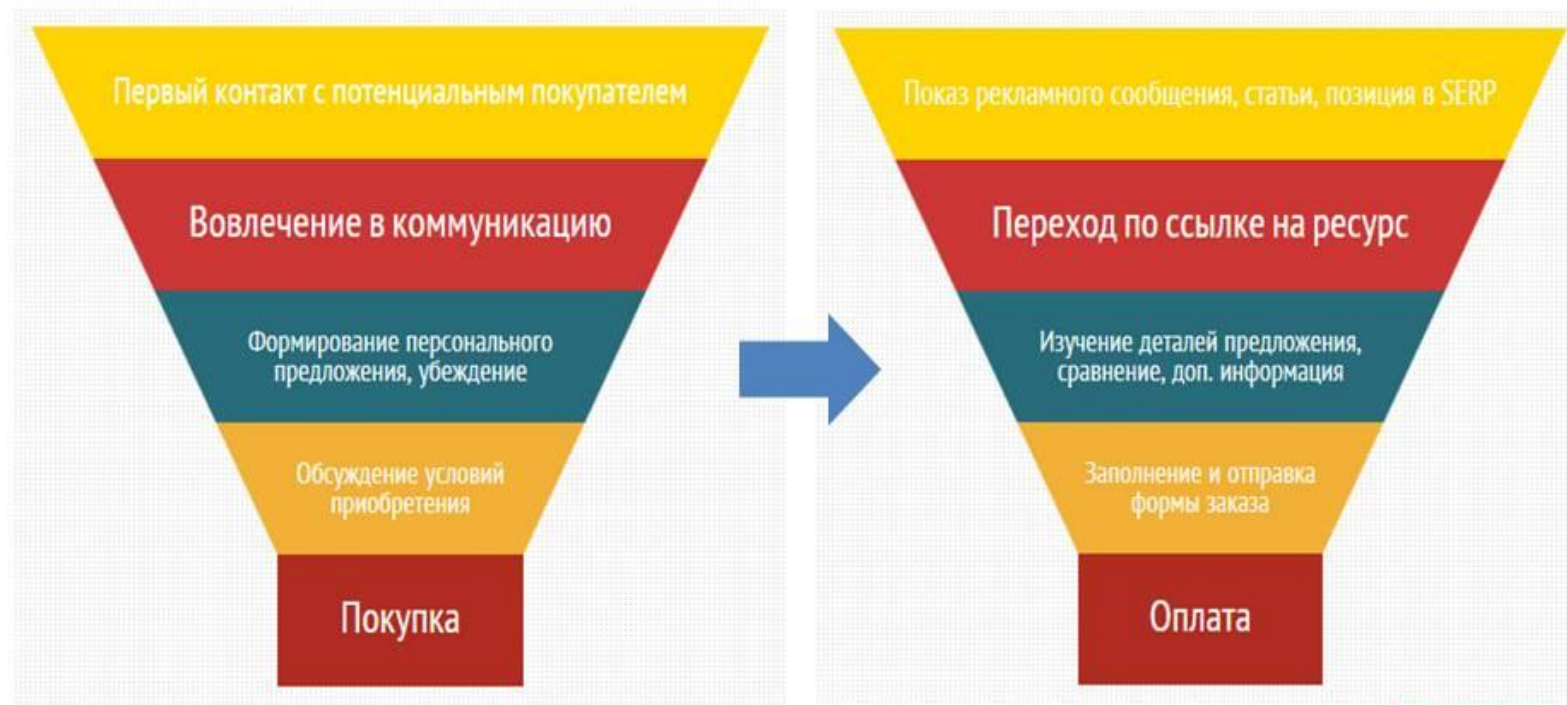 Первый контакт с потенциальным покупателем
Вовлечение в коммуникацию
Формирование персонального
предложения, убеждение
Обсуждение условий
приобретения
Покупка
Показ рекламного сообщения, статьи, позиция в SERP
Переход по ссылке на ресурс
Изучение деталей предложения,
сравнение, доп. информация
Заполнение и отправка
формы заказа
Оплата